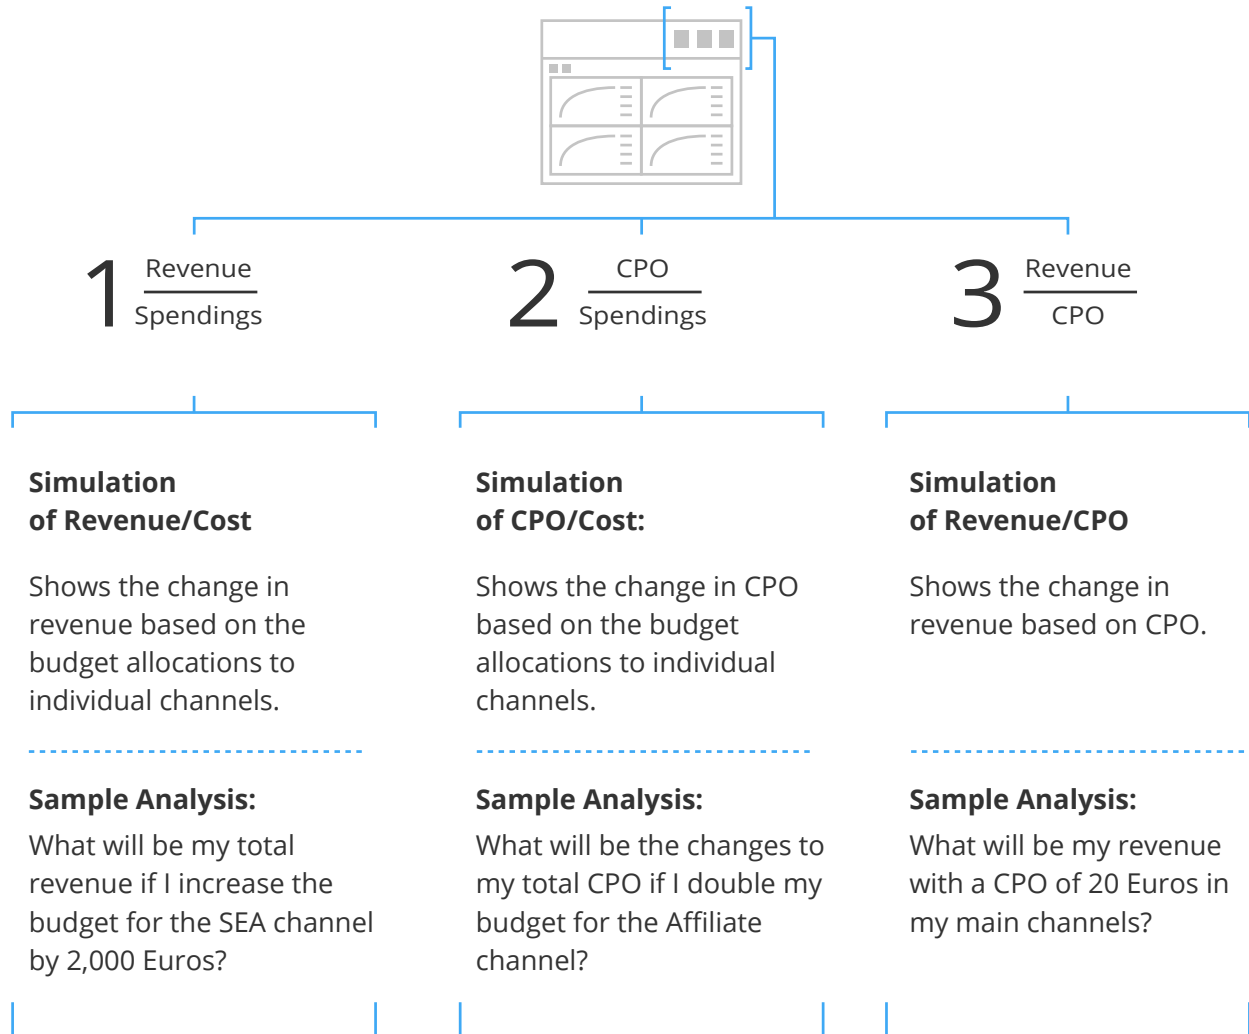 1
Revenue
Spendings
2
CPO
Spendings
3
Revenue
CPO
Simulation
of Revenue/Cost
Shows the change in
revenue based on the
budget allocations to
individual channels.
Sample Analysis:
What will be my total
revenue if I increase the
budget for the SEA channel
by 2,000 Euros?
Simulation
of CPO/Cost:
Shows the change in CPO
based on the budget
allocations to individual
channels.
Sample Analysis:
What will be the changes to
my total CPO if I double my
budget for the Affiliate
channel?
Simulation
of Revenue/CPO
Shows the change in
revenue based on CPO.
Sample Analysis:
What will be my revenue
with a CPO of 20 Euros in
my main channels?